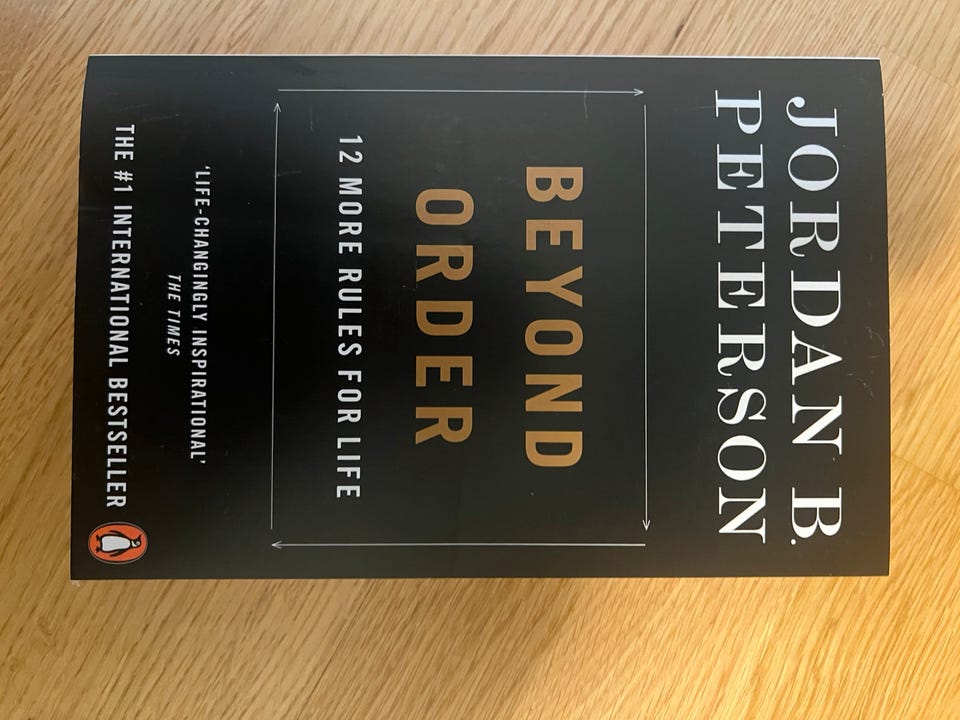 JORDAN B.
PETERSON
BEYOND
ORDER
12 MORE RULES FOR LIFE
'LIFE-CHANGINGLY INSPIRATIONAL'
THE TIMES
THE #1 INTERNATIONAL BESTSELLER